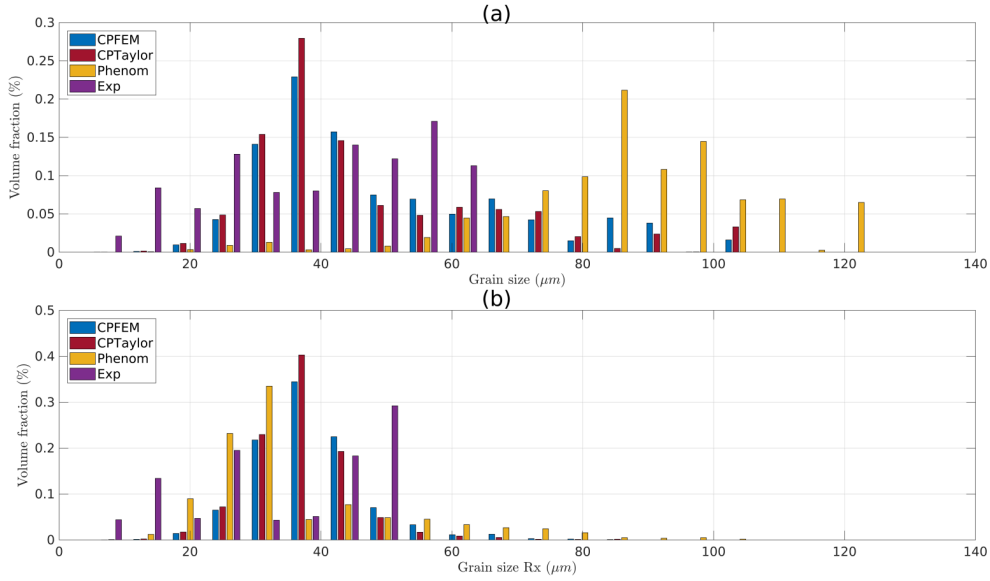 (a)
0.3
0.25
0.2
0.15
0.1
0.05
0
Volume fraction (%)
CPFEM
CPTaylor
Phenom
Exp
0 20 40 60 80 100 120 140
Grain size (μm)
(b)
0.5
0.4
0.3
0.2
0.1
0
Volume fraction (%)
CPFEM
CPTaylor
Phenom
Exp
0 20 40 60 80 100 120 140
Grain size Rx (μm)